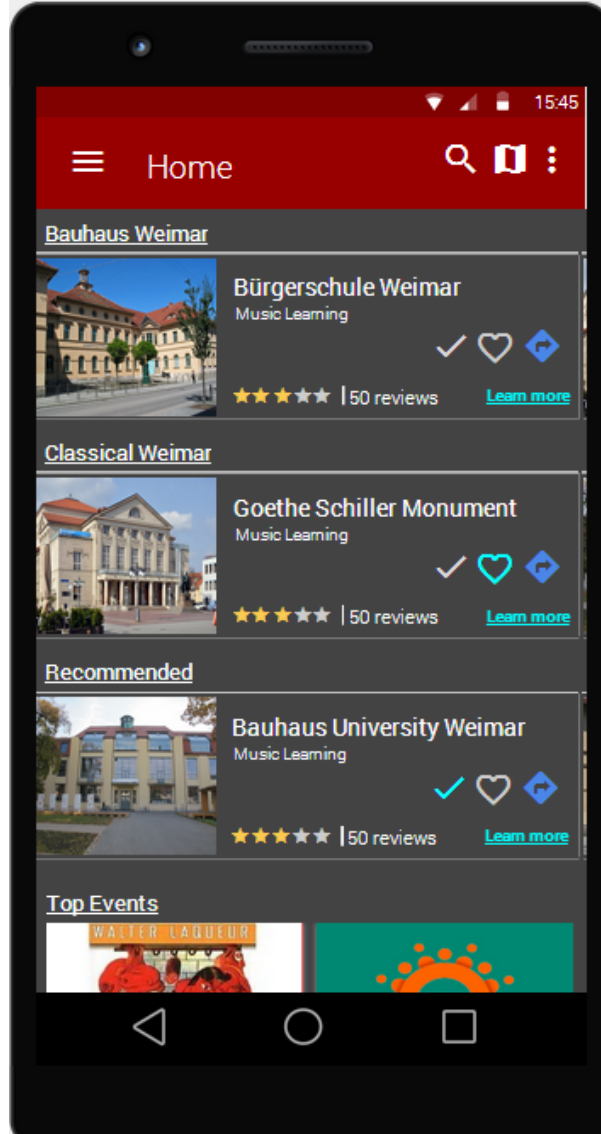 15:45
Home
Bauhaus Weimar
Bürgerschule Weimar
Music Learning
50 reviews
Learn more
Classical Weimar
Goethe Schiller Monument
Music Learning
50 reviews
Learn more
Recommended
Bauhaus University Weimar
Music Learning
50 reviews
Learn more
Top Events
WALTER LAQUEUR